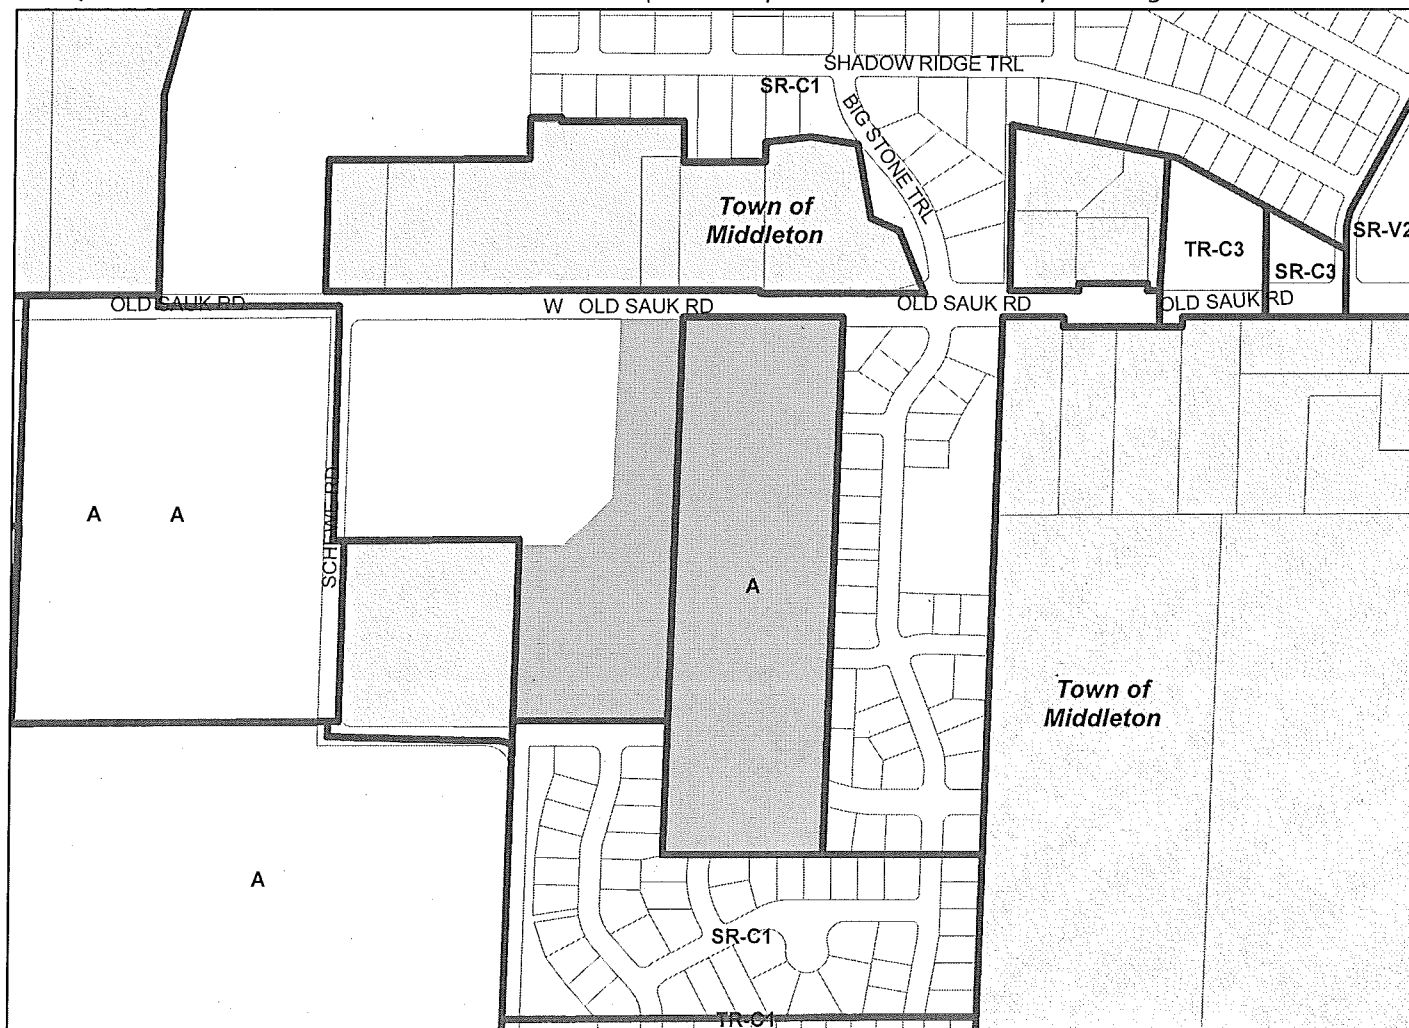 SHADOW RIDGE TRL
SR-C1
BIG STONE TRL
Town of
Middleton
SR-V2
TR-C3
SR-C3
OLD SAUK RD
W OLD SAUK RD
OLD SAUK RD
OLD SAUK RD
A
A
A
Town of
Middleton
A
SR-C1
TR-C1